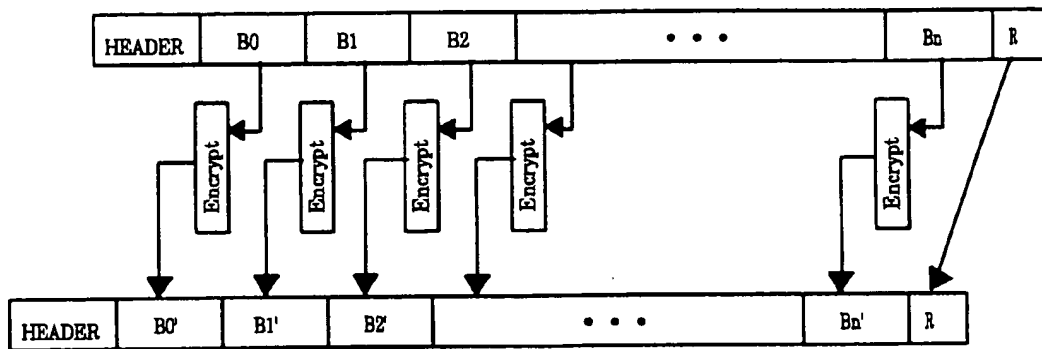 HEADER B0 B1 B2 • • • Bn R
Encrypt Encrypt Encrypt Encrypt Encrypt
HEADER B0' B1' B2' • • • Bn' R